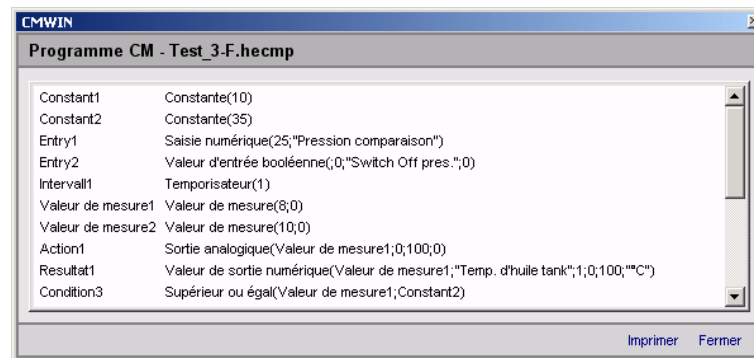 CMWIN
Programme CM - Test_3-F.hecmp
Constant1 Constante(10)
Constant2 Constante(35)
Entry1 Saisie numérique(25;"Pression comparaison")
Entry2 Valeur d'entrée booléenne(;0;"Switch Off pres.";0)
Intervall1 Temporisateur(1)
Valeur de mesure1 Valeur de mesure(8;0)
Valeur de mesure2 Valeur de mesure(10;0)
Action1 Sortie analogique(Valeur de mesure1;0;100;0)
Resultat1 Valeur de sortie numérique(Valeur de mesure1;"Temp. d'huile tank";1;0;100;"°C")
Condition3 Supérieur ou égal(Valeur de mesure1;Constant2)
Imprimer Fermer